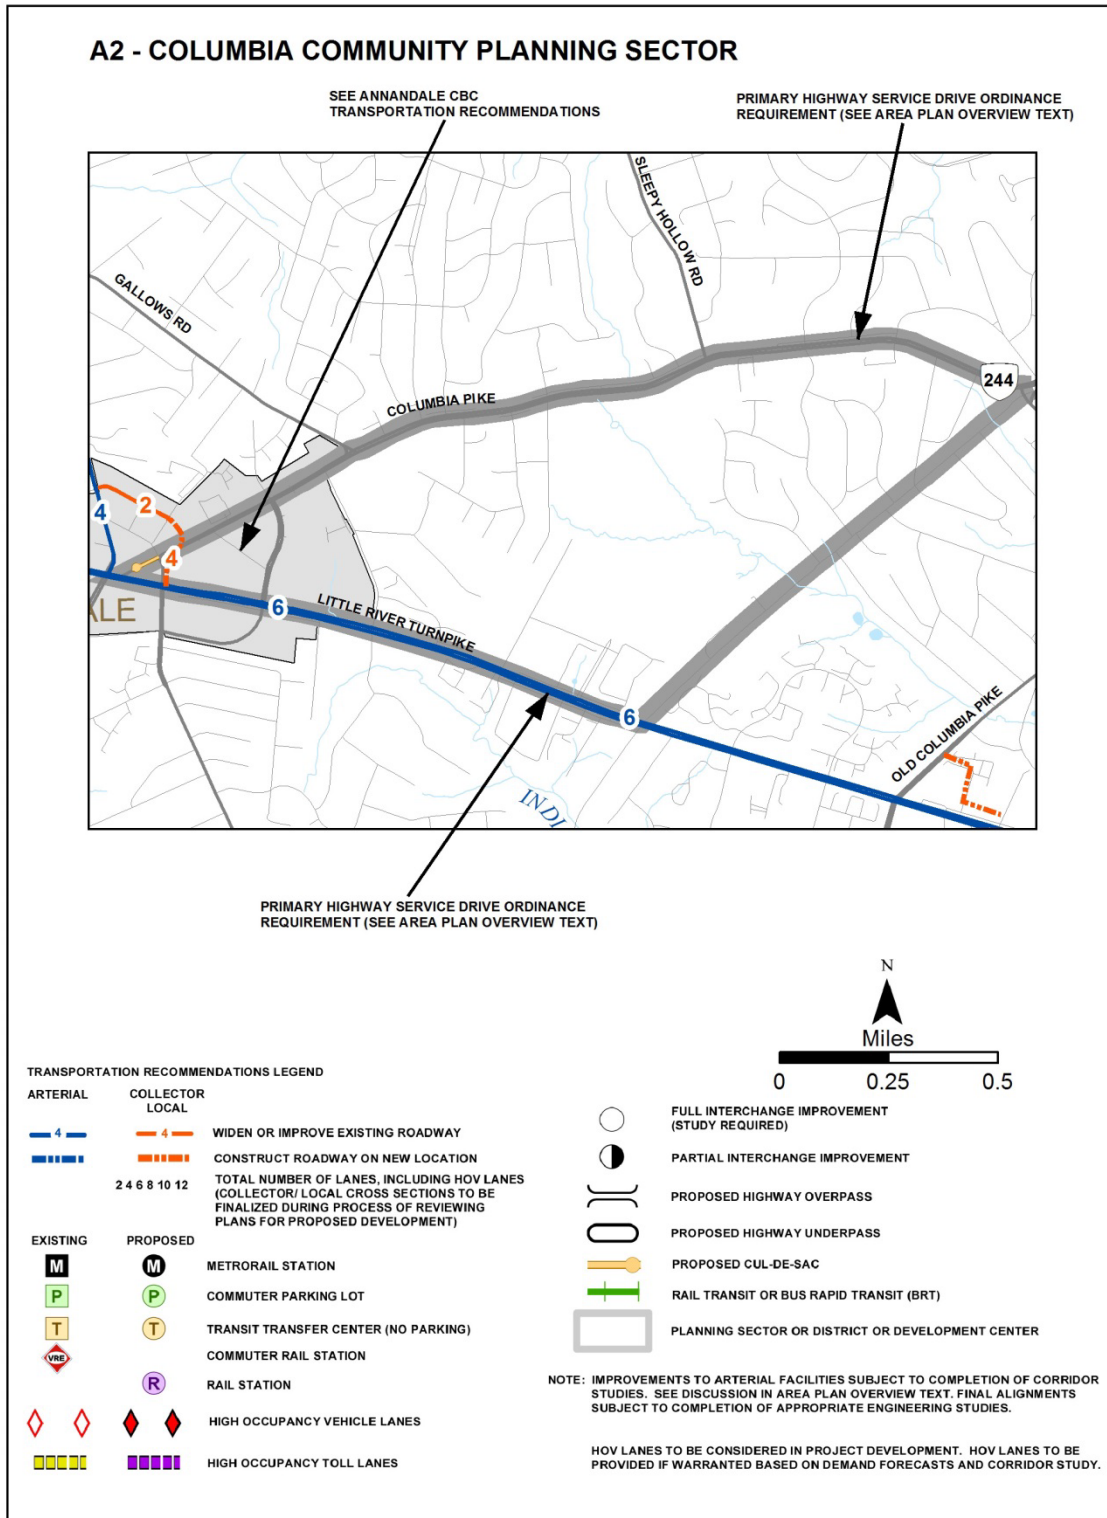 A2 - COLUMBIA COMMUNITY PLANNING SECTOR
SEE ANNANDALE CBC
TRANSPORTATION RECOMMENDATIONS
PRIMARY HIGHWAY SERVICE DRIVE ORDINANCE
REQUIREMENT (SEE AREA PLAN OVERVIEW TEXT)
SLEEPY HOLLOW RD
GALLOWS RD
COLUMBIA PIKE
244
4
2
4
6
LITTLE RIVER TURNPIKE
ALE
6
OLD COLUMBIA PIKE
INDI
PRIMARY HIGHWAY SERVICE DRIVE ORDINANCE
REQUIREMENT (SEE AREA PLAN OVERVIEW TEXT)
N
Miles
0 0.25 0.5
TRANSPORTATION RECOMMENDATIONS LEGEND
ARTERIAL
COLLECTOR
LOCAL
4 4 WIDEN OR IMPROVE EXISTING ROADWAY
CONSTRUCT ROADWAY ON NEW LOCATION
2 4 6 8 10 12 TOTAL NUMBER OF LANES, INCLUDING HOV LANES
(COLLECTOR/ LOCAL CROSS SECTIONS TO BE
FINALIZED DURING PROCESS OF REVIEWING
PLANS FOR PROPOSED DEVELOPMENT)
EXISTING PROPOSED
M M METRORAIL STATION
P P COMMUTER PARKING LOT
T T TRANSIT TRANSFER CENTER (NO PARKING)
VRE COMMUTER RAIL STATION
R RAIL STATION
HIGH OCCUPANCY VEHICLE LANES
HIGH OCCUPANCY TOLL LANES
FULL INTERCHANGE IMPROVEMENT
(STUDY REQUIRED)
PARTIAL INTERCHANGE IMPROVEMENT
PROPOSED HIGHWAY OVERPASS
PROPOSED HIGHWAY UNDERPASS
PROPOSED CUL-DE-SAC
RAIL TRANSIT OR BUS RAPID TRANSIT (BRT)
PLANNING SECTOR OR DISTRICT OR DEVELOPMENT CENTER
NOTE: IMPROVEMENTS TO ARTERIAL FACILITIES SUBJECT TO COMPLETION OF CORRIDOR
STUDIES. SEE DISCUSSION IN AREA PLAN OVERVIEW TEXT. FINAL ALIGNMENTS
SUBJECT TO COMPLETION OF APPROPRIATE ENGINEERING STUDIES.
HOV LANES TO BE CONSIDERED IN PROJECT DEVELOPMENT. HOV LANES TO BE
PROVIDED IF WARRANTED BASED ON DEMAND FORECASTS AND CORRIDOR STUDY.